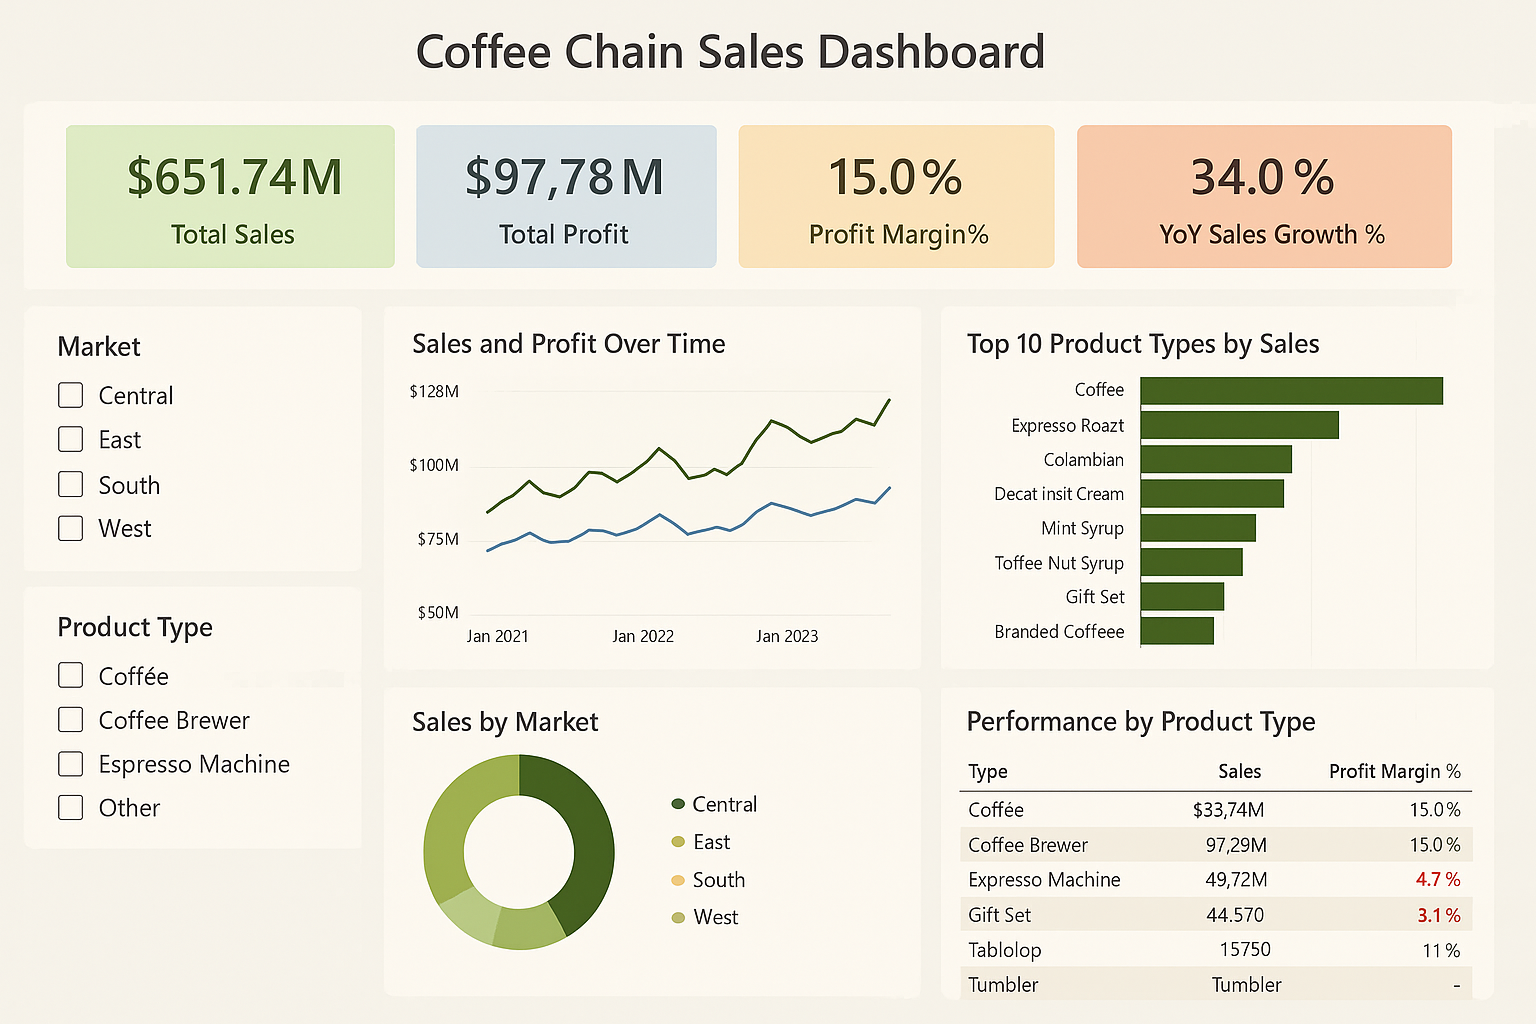 Coffee Chain Sales Dashboard
$651.74M
Total Sales
$97,78 M
Total Profit
15.0 %
Profit Margin%
34.0 %
YoY Sales Growth %
Market
Central
East
South
West
Product Type
Coffée
Coffee Brewer
Espresso Machine
Other
Sales and Profit Over Time
$128M
$100M
$75M
$50M
Jan 2021 Jan 2022 Jan 2023
Top 10 Product Types by Sales
Coffee
Expresso Roazt
Colambian
Decat insit Cream
Mint Syrup
Toffee Nut Syrup
Gift Set
Branded Coffeee
Sales by Market
Central
East
South
West
Performance by Product Type
Type Sales Profit Margin %
Coffée $33,74M 15.0 %
Coffee Brewer 97,29M 15.0 %
Expresso Machine 49,72M 4.7 %
Gift Set 44.570 3.1 %
Tablolop 15750 11 %
Tumbler Tumbler -